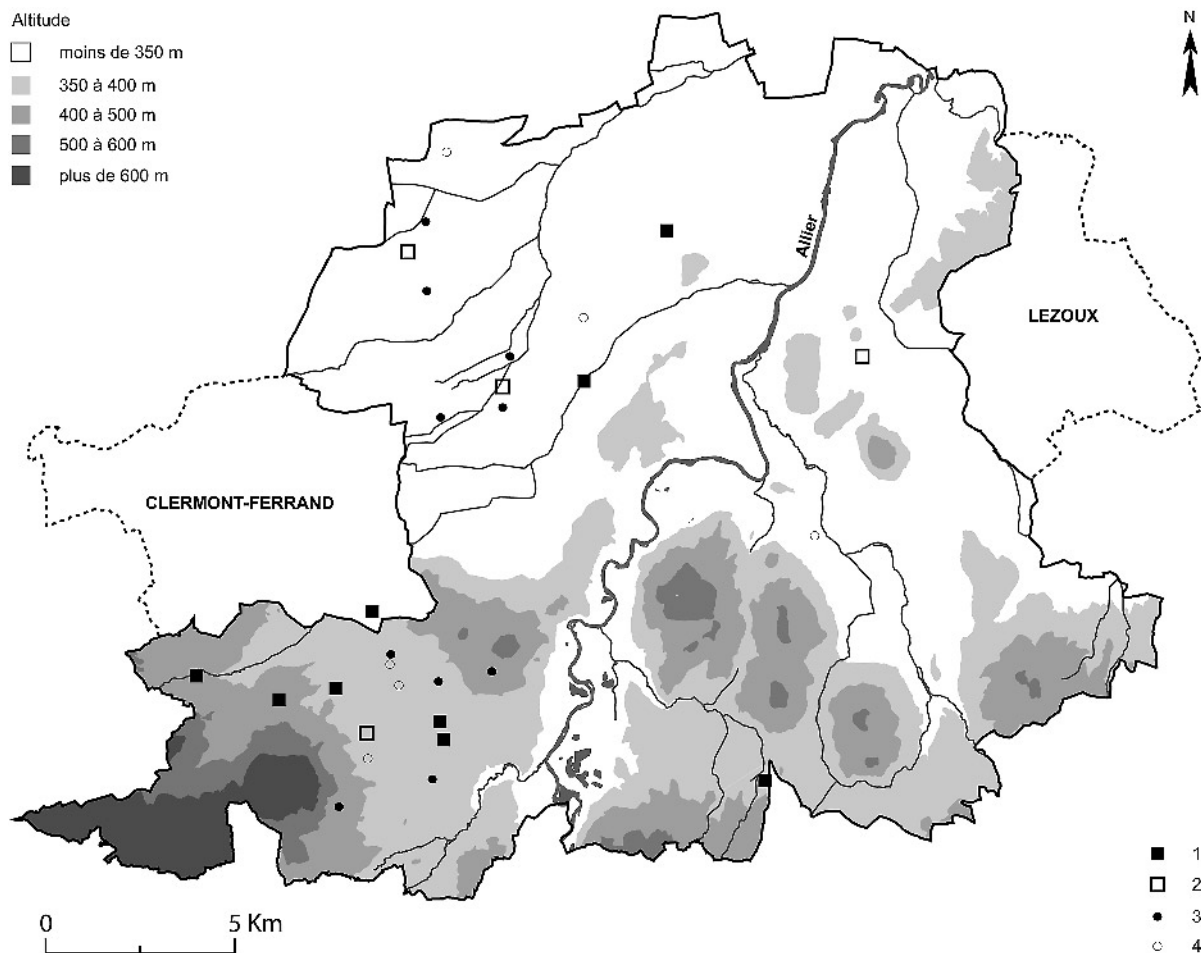 Altitude
moins de 350 m
350 à 400 m
400 à 500 m
500 à 600 m
plus de 600 m
N
Allier
LEZOUX
CLERMONT-FERRAND
0 5 Km
1
2
3
4